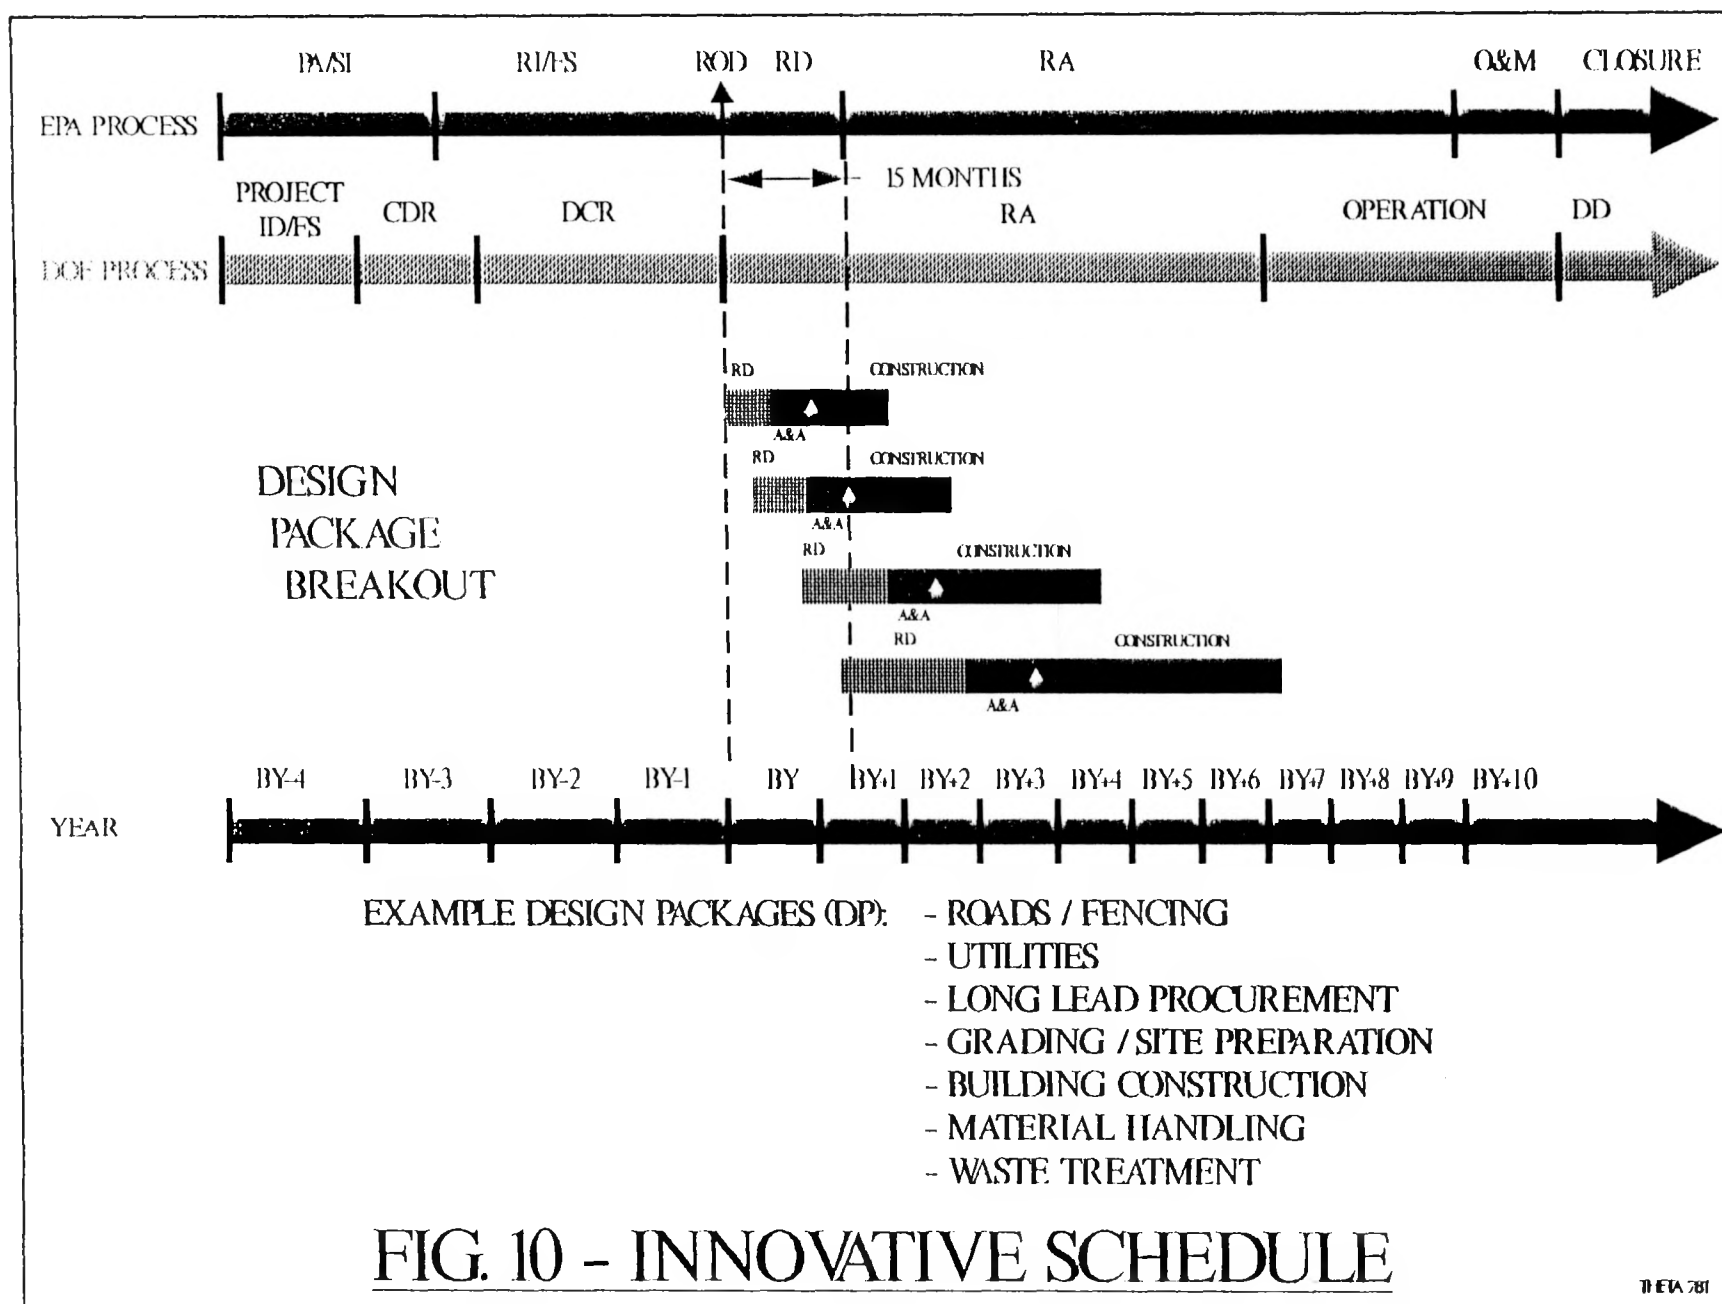 PA/SI RI/FS ROD RD RA O&M CLOSURE
EPA PROCESS
15 MONTHS
PROJECT
ID/FS CDR DCR RA OPERATION DD
DOE PROCESS
RD CONSTRUCTION
A&A
RD CONSTRUCTION
A&A
RD CONSTRUCTION
A&A
RD CONSTRUCTION
A&A
DESIGN
PACKAGE
BREAKOUT
BY-4 BY-3 BY-2 BY-1 BY BY+1 BY+2 BY+3 BY+4 BY+5 BY+6 BY+7 BY+8 BY+9 BY+10
YEAR
EXAMPLE DESIGN PACKAGES (DP): - ROADS / FENCING
- UTILITIES
- LONG LEAD PROCUREMENT
- GRADING / SITE PREPARATION
- BUILDING CONSTRUCTION
- MATERIAL HANDLING
- WASTE TREATMENT
FIG. 10 - INNOVATIVE SCHEDULE
THETA 781